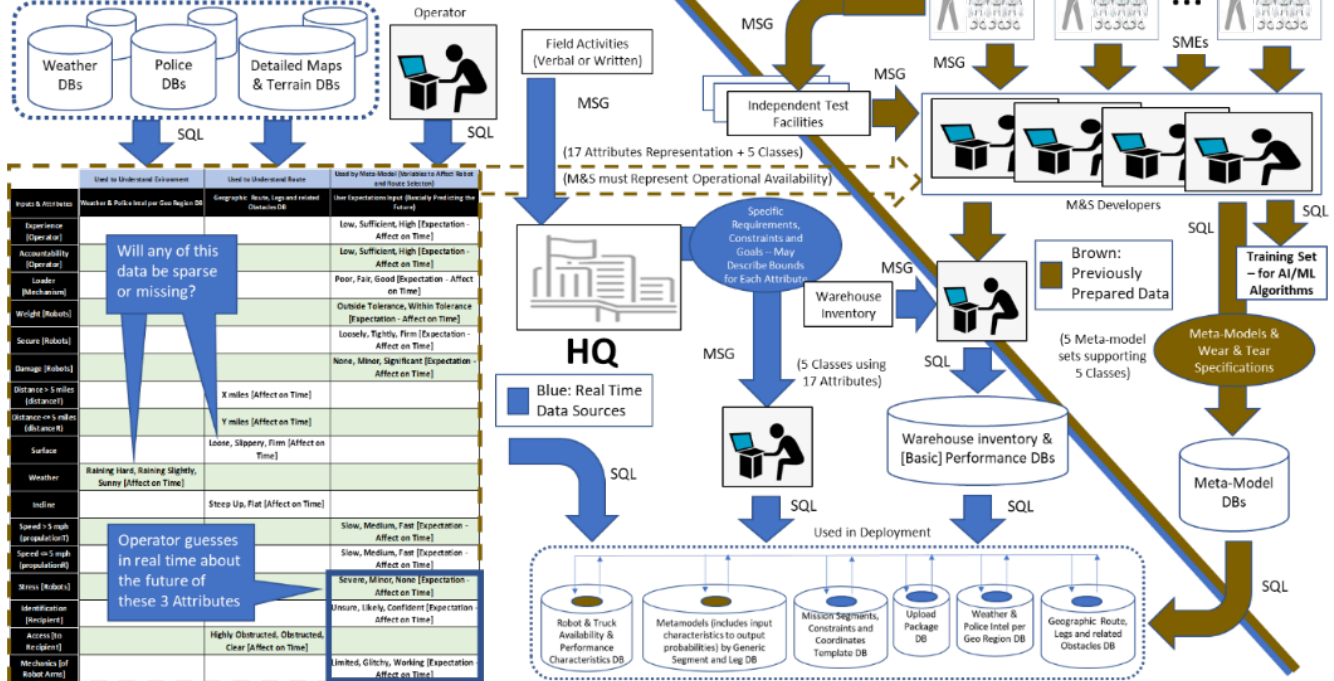 Operator
Weather
DBs
Police
DBs
Detailed Maps
& Terrain DBs
SQL
SQL
Field Activities
(Verbal or Written)
MSG
MSG
MSG
MSG
SMEs
...
Independent Test
Facilities
(17 Attributes Representation + 5 Classes)
(M&S must Represent Operational Availability)
M&S Developers
Used to Understand Evironment
Used to Understand Route
Used by Meta-Model (Variables to Affect Robot
and Route Selection)
Inputs & Attributes
Weather & Police Intel per Geo Region DB
Geographic Route, Legs and related
Obstacles DB
User Expectations Input (Basically Predicting the
Future)
Experience
[Operator]
Low, Sufficient, High [Expectation -
Affect on Time]
Accountability
[Operator]
Low, Sufficient, High [Expectation -
Affect on Time]
Loader
[Mechanism]
Poor, Fair, Good [Expectation - Affect
on Time]
Weight [Robots]
Outside Tolerance, Within Tolerance
[Expectation - Affect on Time]
Secure [Robots]
Loosely, Tightly, Firm [Expectation -
Affect on Time]
Damage [Robots]
None, Minor, Significant [Expectation -
Affect on Time]
Distance > 5 miles
(distanceT)
X miles [Affect on Time]
Distance <= 5 miles
(distanceR)
Y miles [Affect on Time]
Surface
Loose, Slippery, Firm [Affect on
Time]
Weather
Raining Hard, Raining Slightly,
Sunny [Affect on Time]
Incline
Steep Up, Flat [Affect on Time]
Speed > 5 mph
(propulationT)
Slow, Medium, Fast [Expectation -
Affect on Time]
Speed <= 5 mph
(propulationR)
Slow, Medium, Fast [Expectation -
Affect on Time]
Stress [Robots]
Severe, Minor, None [Expectation -
Affect on Time]
Identification
[Recipient]
Unsure, Likely, Confident [Expectation -
Affect on Time]
Access [to
Recipient]
Highly Obstructed, Obstructed,
Clear [Affect on Time]
Mechanics [of
Robot Arms]
Limited, Glitchy, Working [Expectation -
Affect on Time]
Will any of this
data be sparse
or missing?
Operator guesses
in real time about
the future of
these 3 Attributes
HQ
Specific
Requirements,
Constraints and
Goals – May
Describe Bounds
for Each Attribute
MSG
MSG
Warehouse
Inventory
(5 Classes using
17 Attributes)
Blue: Real Time
Data Sources
Brown:
Previously
Prepared Data
SQL
SQL
Training Set
– for AI/ML
Algorithms
(5 Meta-model
sets supporting
5 Classes)
Meta-Models &
Wear & Tear
Specifications
SQL
Warehouse inventory &
[Basic] Performance DBs
Meta-Model
DBs
SQL
SQL
SQL
SQL
Used in Deployment
Robot & Truck
Availability &
Performance
Characteristics DB
Metamodels (includes input
characteristics to output
probabilities) by Generic
Segment and Leg DB
Mission Segments,
Constraints and
Coordinates
Template DB
Upload
Package
DB
Weather &
Police Intel per
Geo Region DB
Geographic Route,
Legs and related
Obstacles DB